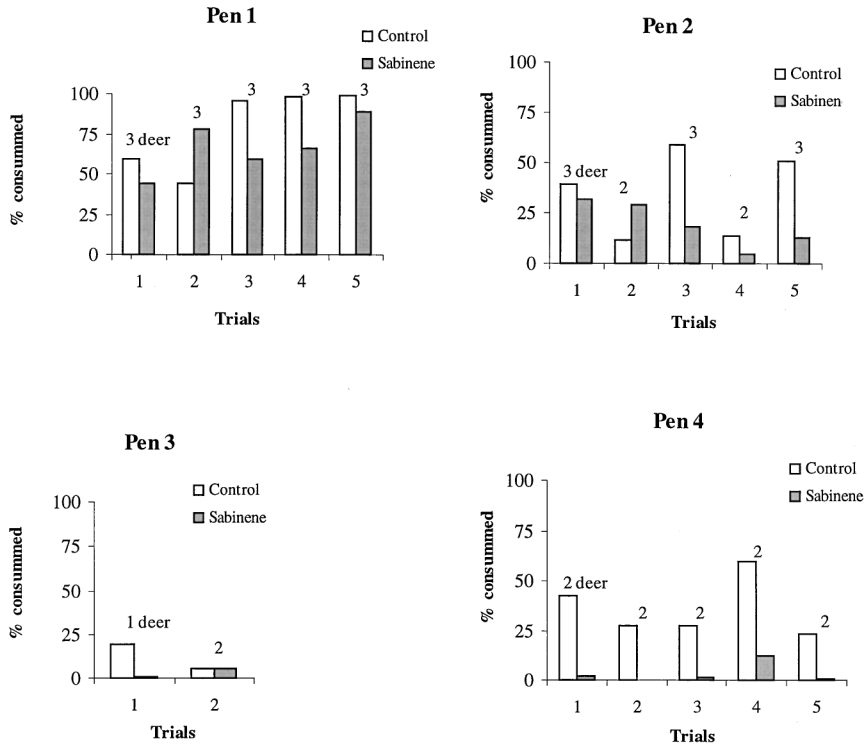 Pen 1
Control
Sabinene
% consummed
100
75
50
25
0
3 deer
3
3
3
3
1 2 3 4 5
Trials
Pen 2
Control
Sabinen
% consummed
100
75
50
25
0
3 deer
2
3
2
3
1 2 3 4 5
Trials
Pen 3
Control
Sabinene
% consummed
100
75
50
25
0
1 deer
2
1 2
Trials
Pen 4
Control
Sabinene
% consummed
100
75
50
25
0
2 deer
2
2
2
2
1 2 3 4 5
Trials